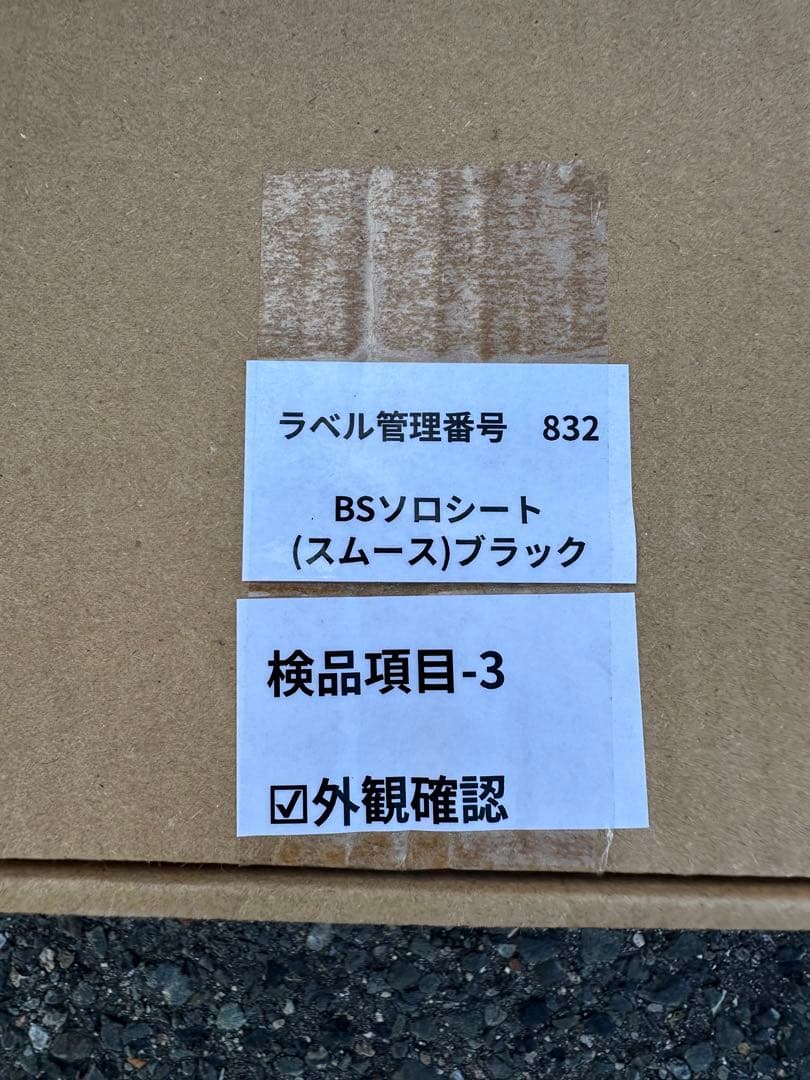 ラベル管理番号　832
BSソロシート
(スムース)ブラック
検品項目-3
☑外観確認